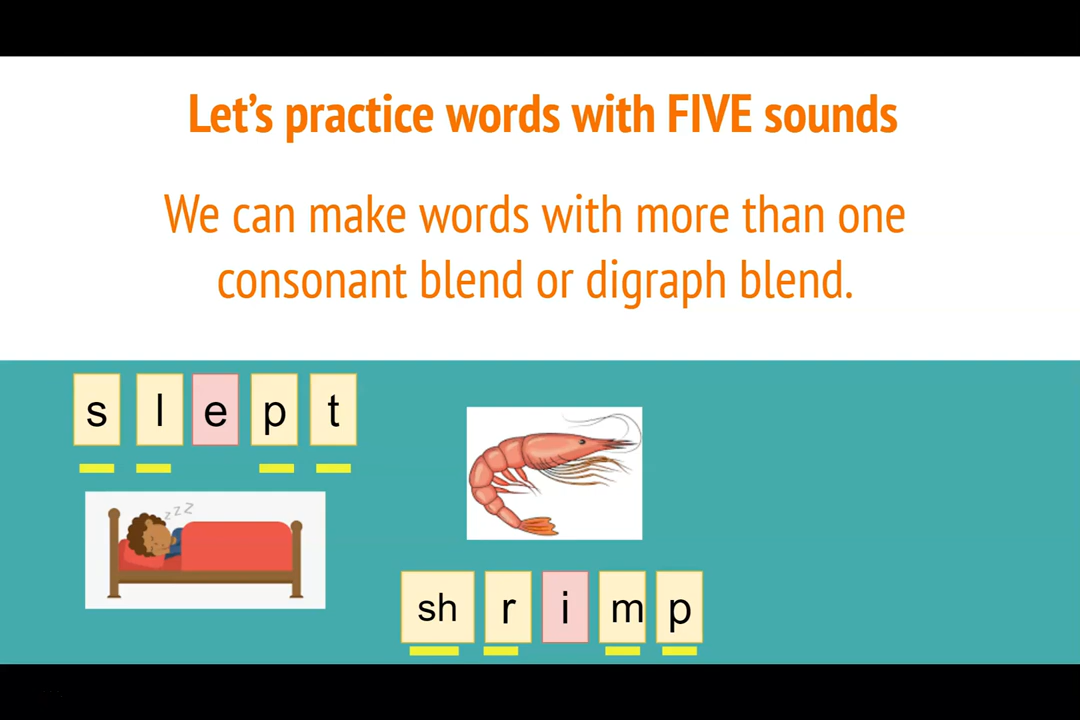 Let's practice words with FIVE sounds
We can make words with more than one
consonant blend or digraph blend.
s l e p t
z z z
sh r i m p